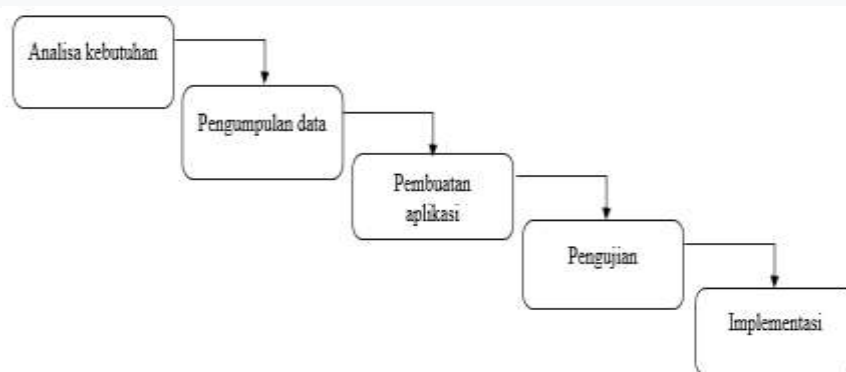 Analisa kebutuhan
Pengumpulan data
Pembuatan
aplikasi
Pengujian
Implementasi